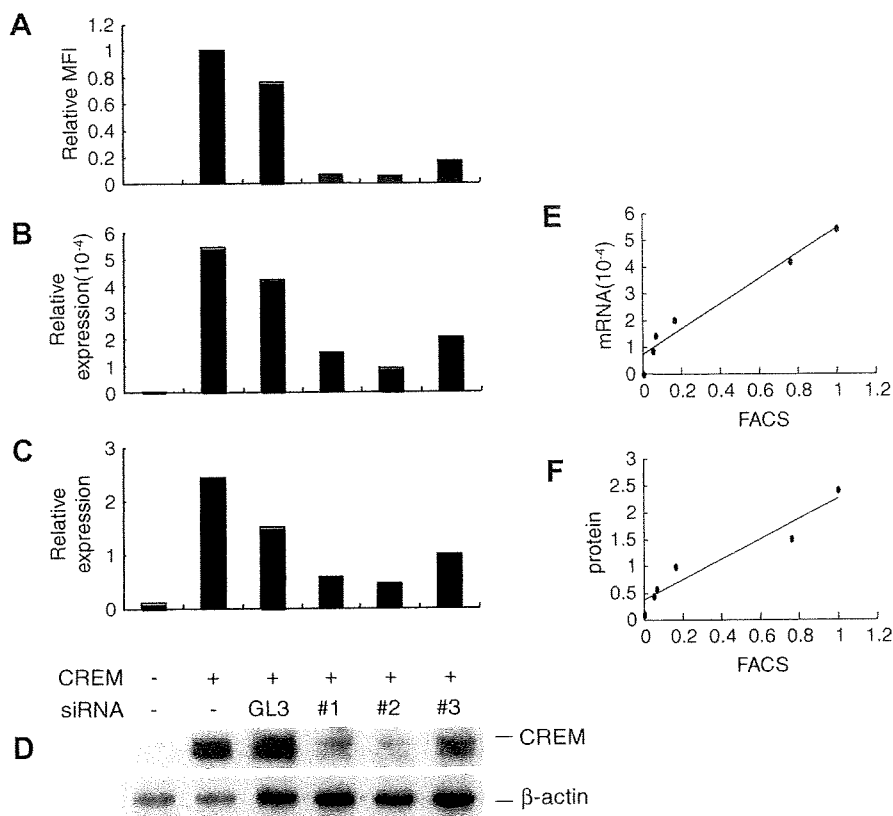 A
Relative MFI
1.2
1
0.8
0.6
0.4
0.2
0
B
Relative
expression(10⁻⁴)
6
5
4
3
2
1
0
C
Relative
expression
3
2
1
0
CREM - + + + + +
siRNA - - GL3 #1 #2 #3
D
CREM
β-actin
E
mRNA(10⁻⁴)
6
5
4
3
2
1
0
0 0.2 0.4 0.6 0.8 1 1.2
FACS
F
protein
3
2.5
2
1.5
1
0.5
0
0 0.2 0.4 0.6 0.8 1 1.2
FACS